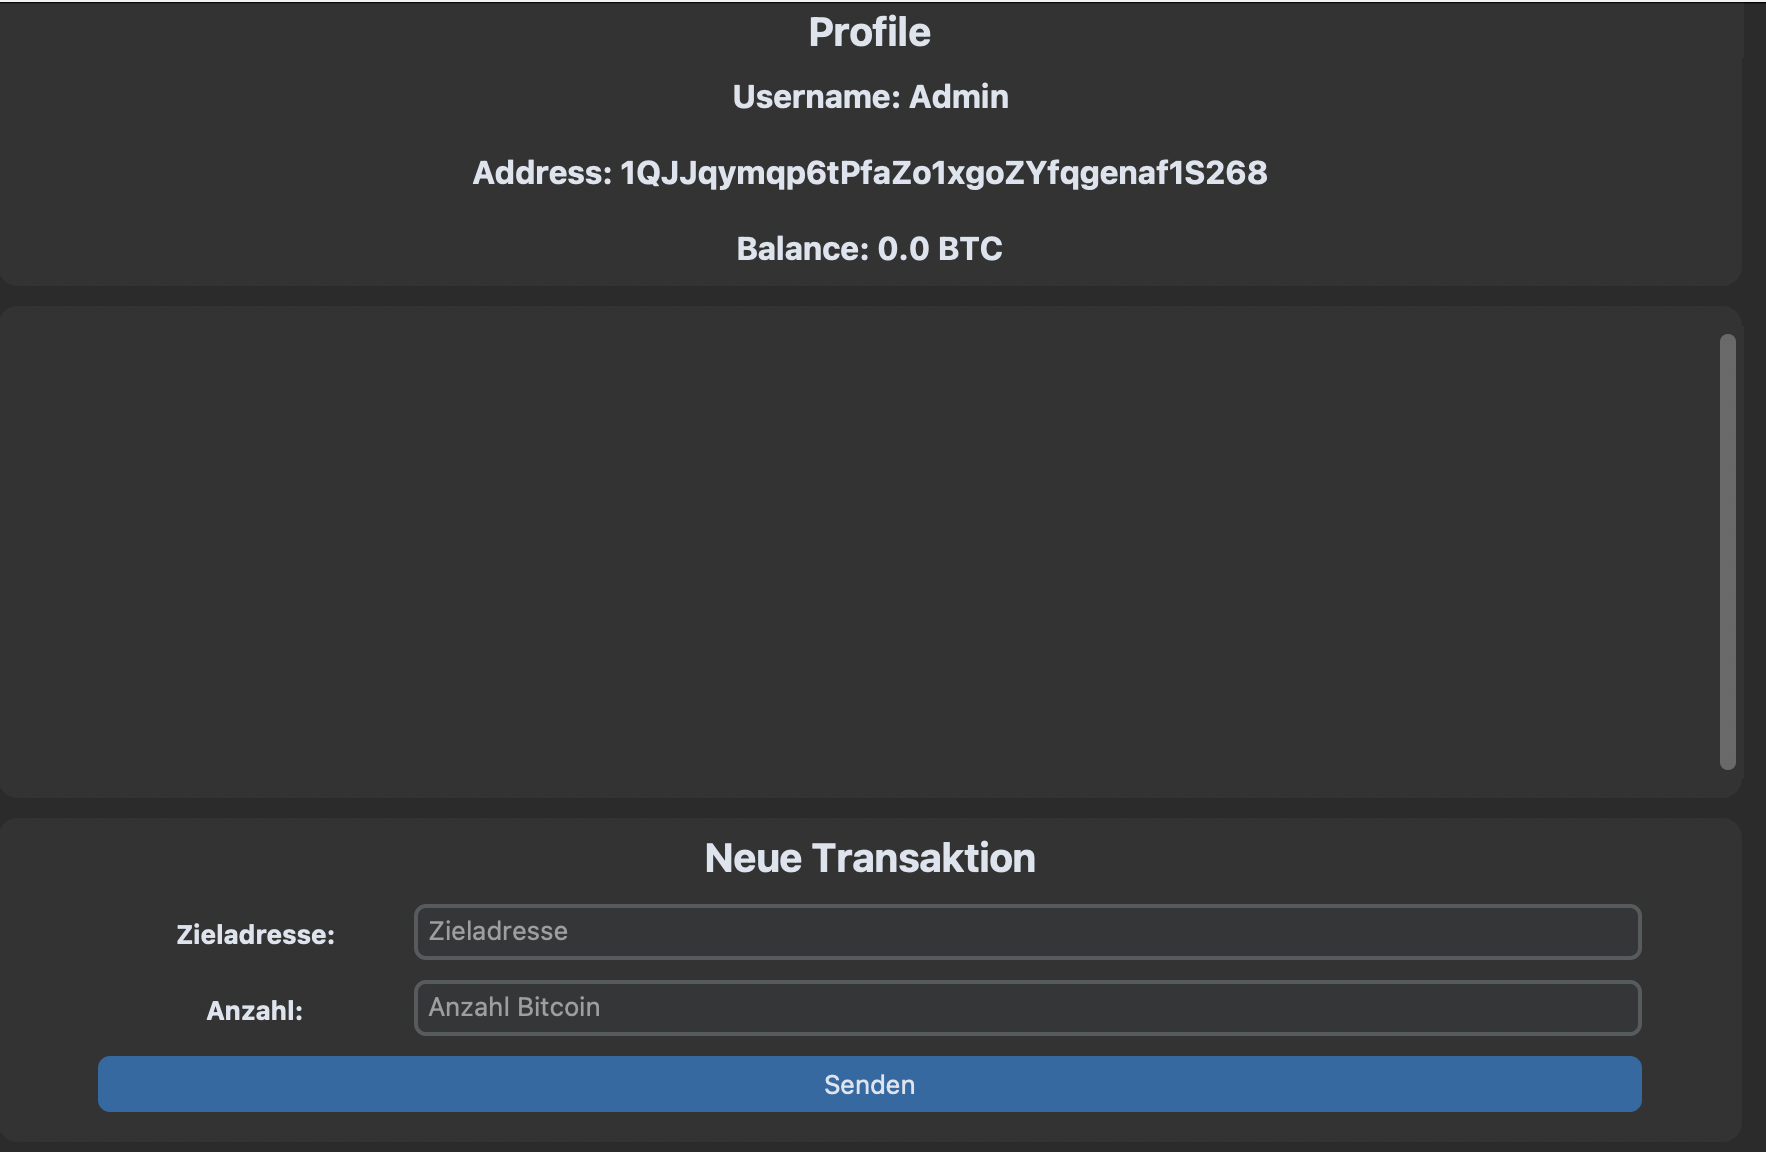 Profile
Username: Admin
Address: 1QJJqymqp6tPfaZo1xgoZYfqgenaf1S268
Balance: 0.0 BTC
Neue Transaktion
Zieladresse: Zieladresse
Anzahl: Anzahl Bitcoin
Senden